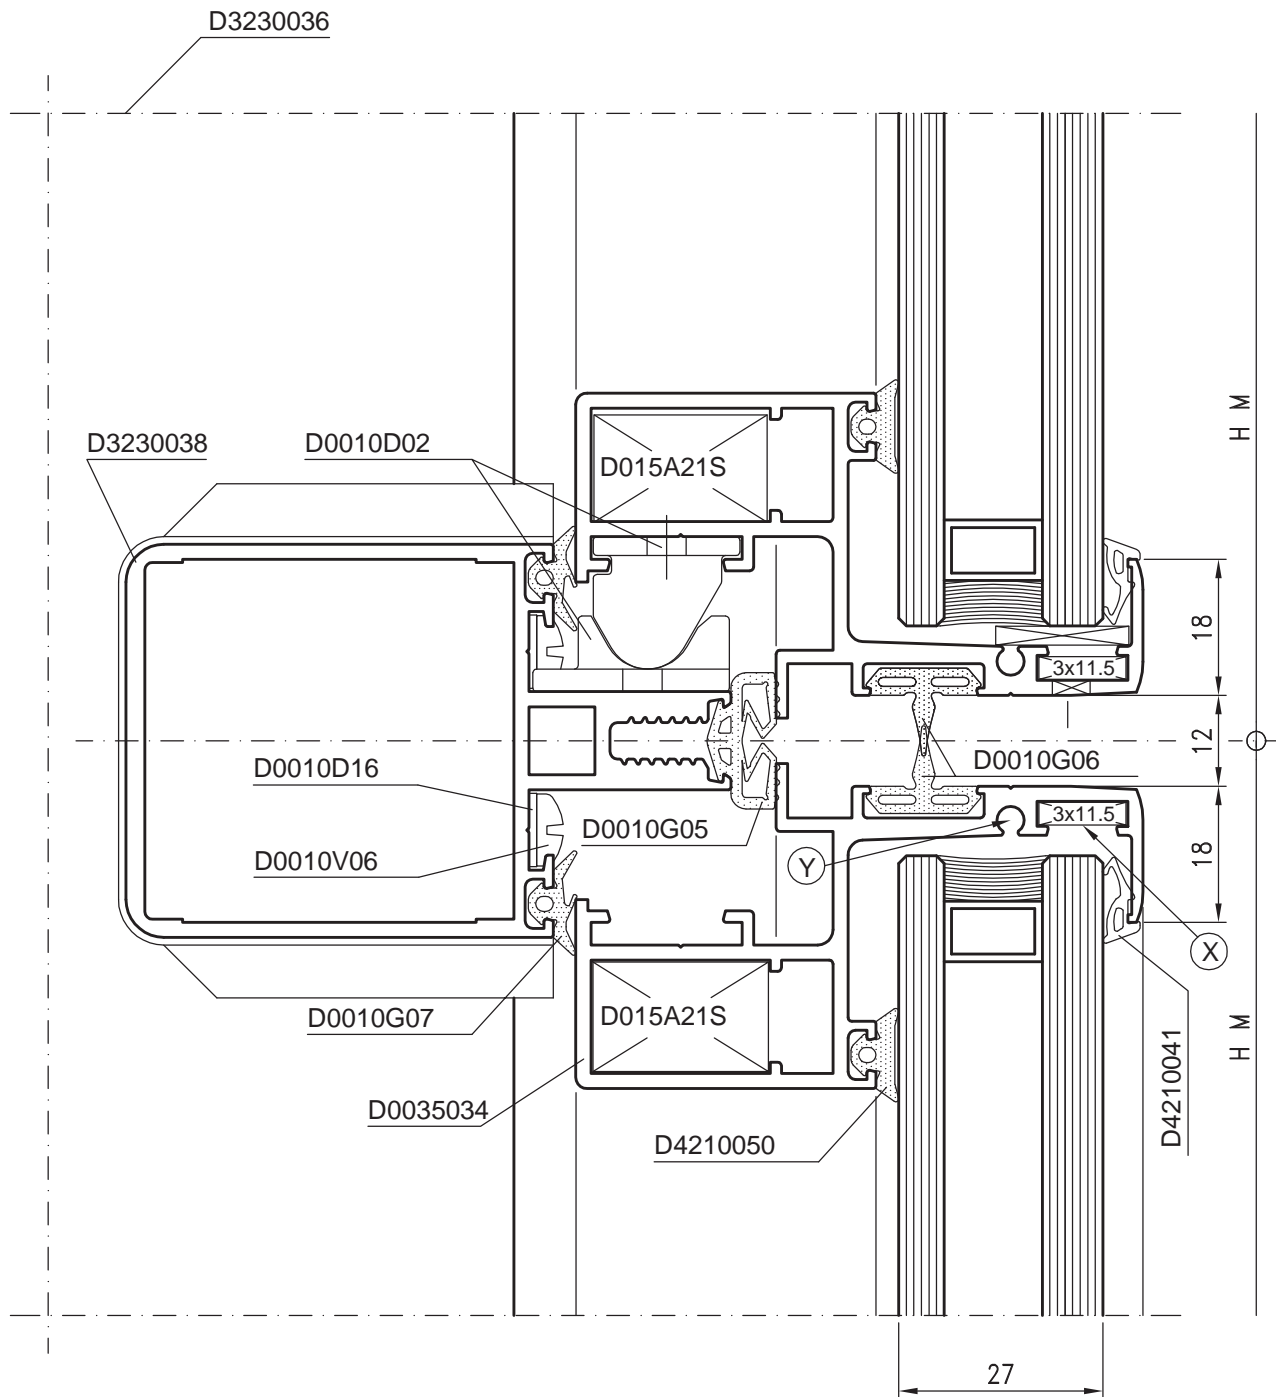 D3230036
H M
D3230038
D0010D02
D015A21S
18
3x11.5
12
D0010G06
D0010D16
D0010G05
3x11.5
D0010V06
Y
18
X
D0010G07
D015A21S
H M
D4210041
D0035034
D4210050
27